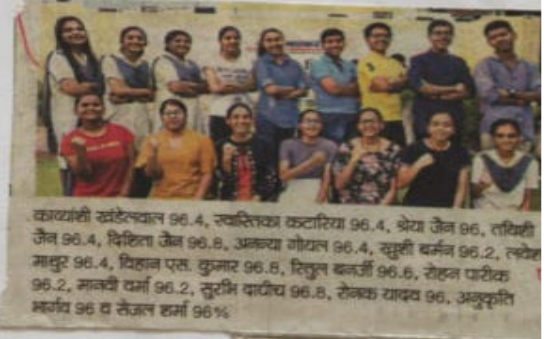 काव्यांशी खंडेलवाल 96.4, स्वास्तिका कटारिया 96.4, श्रेया जैन 96, तविशी
जैन 96.4, दिशिता जैन 96.8, अनन्या गोयल 96.4, खुशी बर्मन 96.2, लवेश
माथुर 96.4, विहान एस. कुमार 96.8, रितुल बनर्जी 96.6, रोहन पारीक
96.2, मानवी वर्मा 96.2, सुरभि दाधीच 96.8, रोनक यादव 96, अनुकृति
भार्गव 96 व सेजल शर्मा 96%